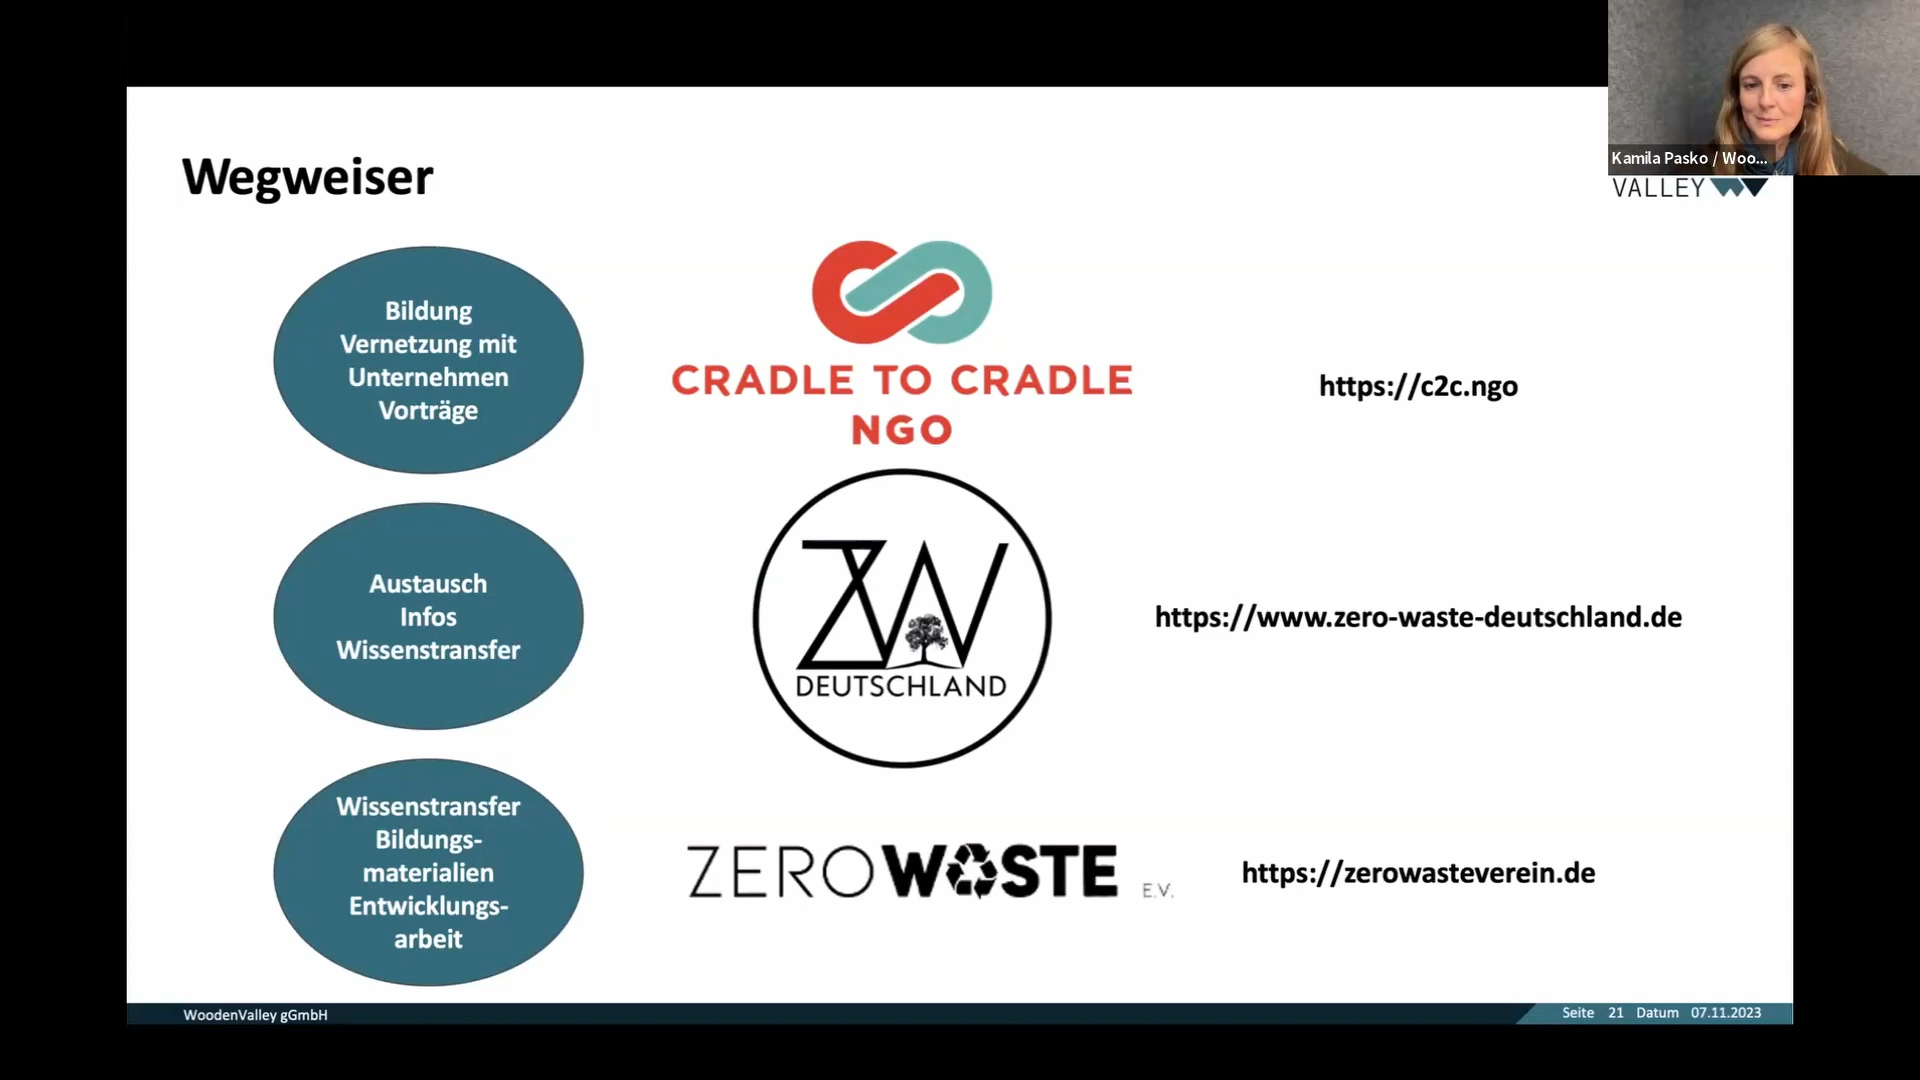 Kamila Pasko / Woo...
VALLEY
Wegweiser
Bildung
Vernetzung mit
Unternehmen
Vorträge
CRADLE TO CRADLE
NGO
https://c2c.ngo
Austausch
Infos
Wissenstransfer
ZW
DEUTSCHLAND
https://www.zero-waste-deutschland.de
Wissenstransfer
Bildungs-
materialien
Entwicklungs-
arbeit
ZEROWASTE E.V.
https://zerowasteverein.de
WoodenValley gGmbH
Seite 21 Datum 07.11.2023